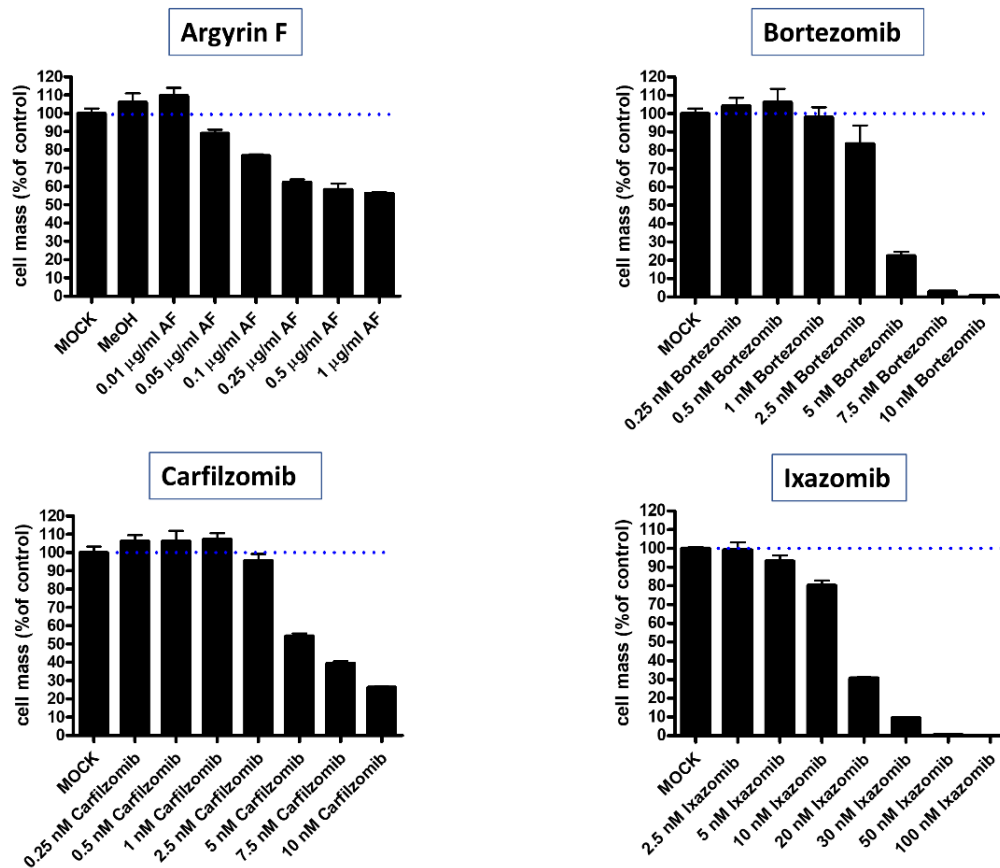 Argyrin F
cell mass (%of control)
120
110
100
90
80
70
60
50
40
30
20
10
0
MOCK
MeOH
0.01 µg/ml AF
0.05 µg/ml AF
0.1 µg/ml AF
0.25 µg/ml AF
0.5 µg/ml AF
1 µg/ml AF
Bortezomib
cell mass (%of control)
120
110
100
90
80
70
60
50
40
30
20
10
0
MOCK
0.25 nM Bortezomib
0.5 nM Bortezomib
1 nM Bortezomib
2.5 nM Bortezomib
5 nM Bortezomib
7.5 nM Bortezomib
10 nM Bortezomib
Carfilzomib
cell mass (%of control)
120
110
100
90
80
70
60
50
40
30
20
10
0
MOCK
0.25 nM Carfilzomib
0.5 nM Carfilzomib
1 nM Carfilzomib
2.5 nM Carfilzomib
5 nM Carfilzomib
7.5 nM Carfilzomib
10 nM Carfilzomib
Ixazomib
cell mass (%of control)
120
110
100
90
80
70
60
50
40
30
20
10
0
MOCK
2.5 nM Ixazomib
5 nM Ixazomib
10 nM Ixazomib
20 nM Ixazomib
30 nM Ixazomib
50 nM Ixazomib
100 nM Ixazomib